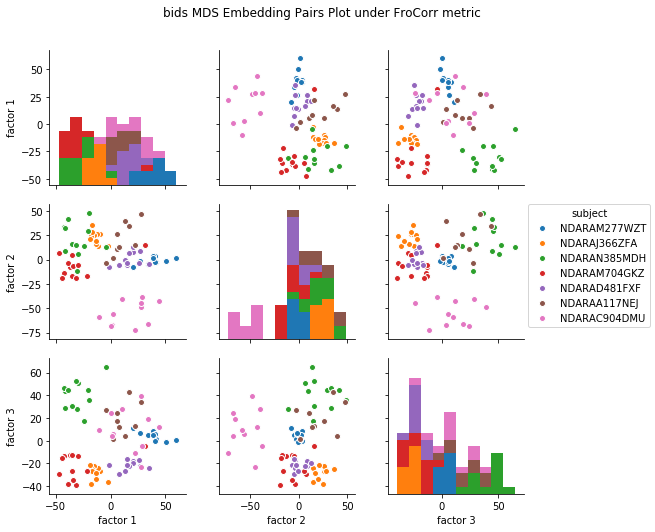 bids MDS Embedding Pairs Plot under FroCorr metric
factor 1
50
25
0
−25
−50
factor 2
50
25
0
−25
−50
−75
factor 3
60
40
20
0
−20
−40
−50
0
50
factor 1
−50
0
50
factor 2
0
50
factor 3
subject
NDARAM277WZT
NDARAJ366ZFA
NDARAN385MDH
NDARAM704GKZ
NDARAD481FXF
NDARAA117NEJ
NDARAC904DMU